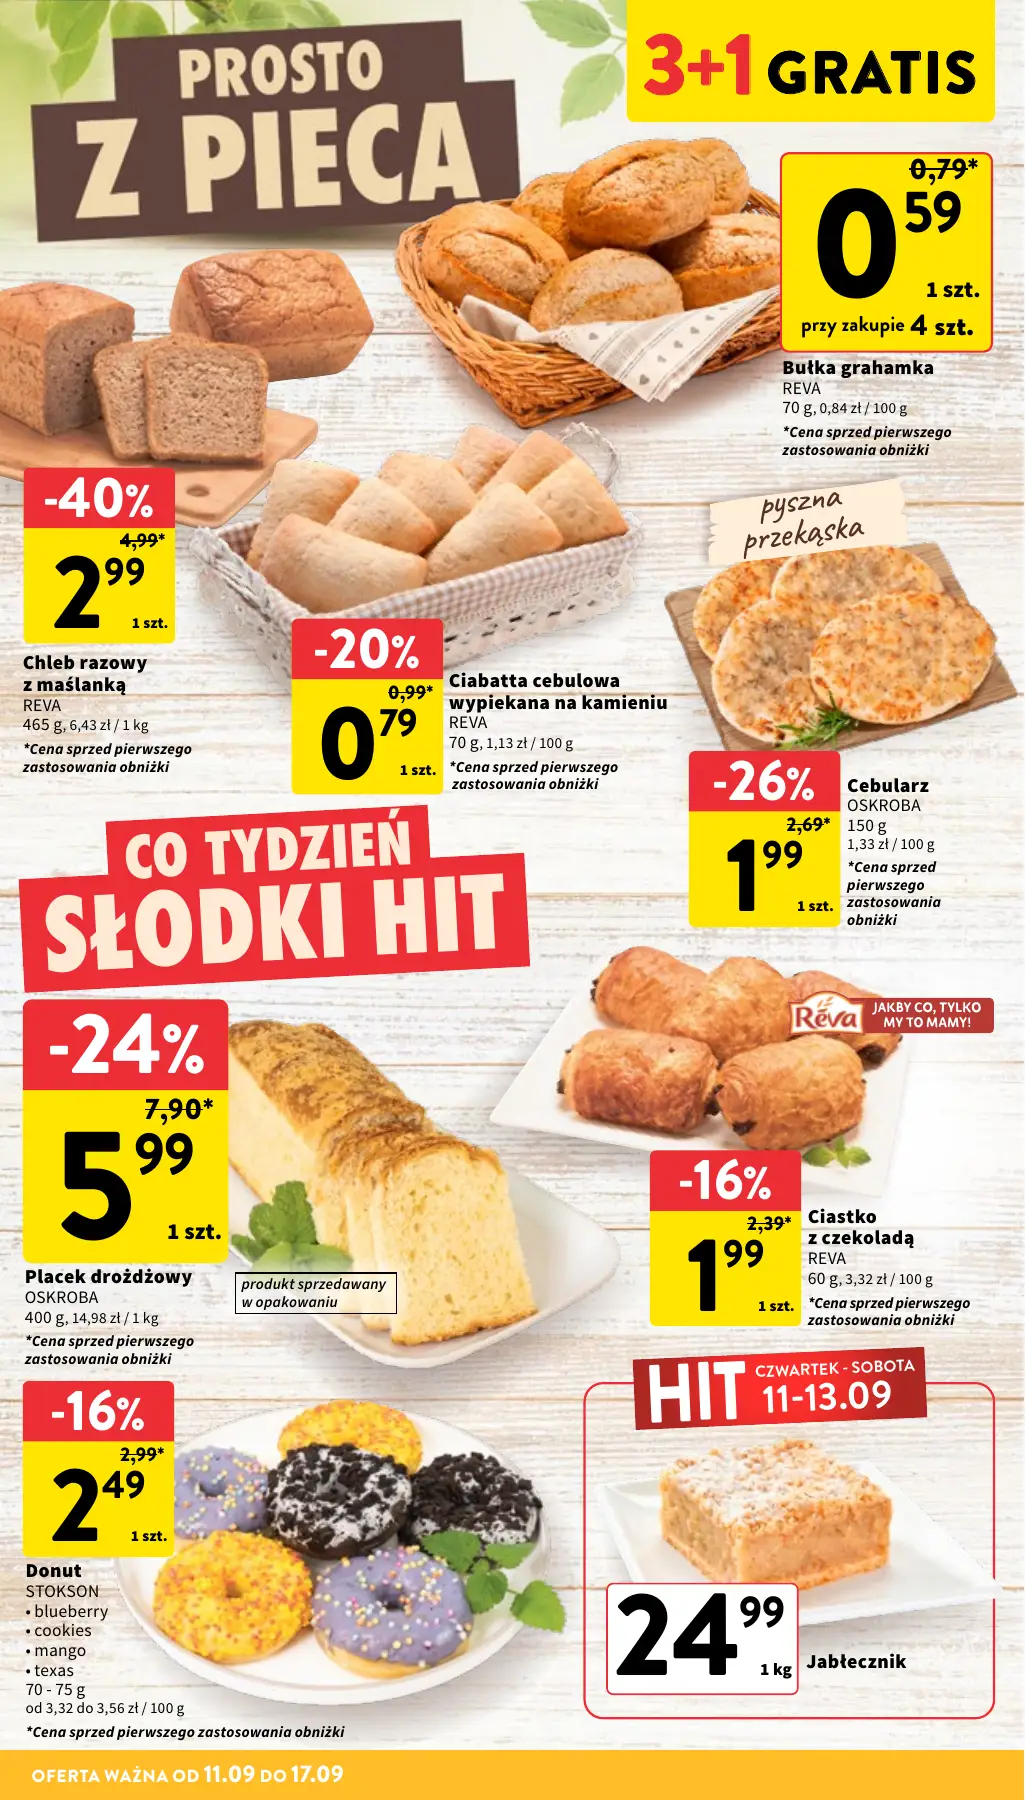 PROSTO
Z PIECA
3+1 GRATIS
0,79*
0 59
1 szt.
przy zakupie 4 szt.
Bułka grahamka
REVA
70 g, 0,84 zł / 100 g
*Cena sprzed pierwszego
zastosowania obniżki
-40%
4,99*
2 99
1 szt.
Chleb razowy
z maślanką
REVA
465 g, 6,43 zł / 1 kg
*Cena sprzed pierwszego
zastosowania obniżki
-20%
0,99*
0 79
1 szt.
Ciabatta cebulowa
wypiekana na kamieniu
REVA
70 g, 1,13 zł / 100 g
*Cena sprzed pierwszego
zastosowania obniżki
pyszna
przekąska
-26%
2,69*
1 99
1 szt.
Cebularz
OSKROBA
150 g
1,33 zł / 100 g
*Cena sprzed
pierwszego
zastosowania
obniżki
CO TYDZIEŃ
SŁODKI HIT
-24%
7,90*
5 99
1 szt.
Placek drożdżowy
OSKROBA
400 g, 14,98 zł / 1 kg
*Cena sprzed pierwszego
zastosowania obniżki
produkt sprzedawany
w opakowaniu
Reva
JAKBY CO, TYLKO
MY TO MAMY!
-16%
2,39*
1 99
1 szt.
Ciastko
z czekoladą
REVA
60 g, 3,32 zł / 100 g
*Cena sprzed pierwszego
zastosowania obniżki
-16%
2,99*
2 49
1 szt.
Donut
STOKSON
• blueberry
• cookies
• mango
• texas
70 - 75 g
od 3,32 do 3,56 zł / 100 g
*Cena sprzed pierwszego zastosowania obniżki
HIT
CZWARTEK - SOBOTA
11-13.09
24 99
1 kg
Jabłecznik
OFERTA WAŻNA OD 11.09 DO 17.09